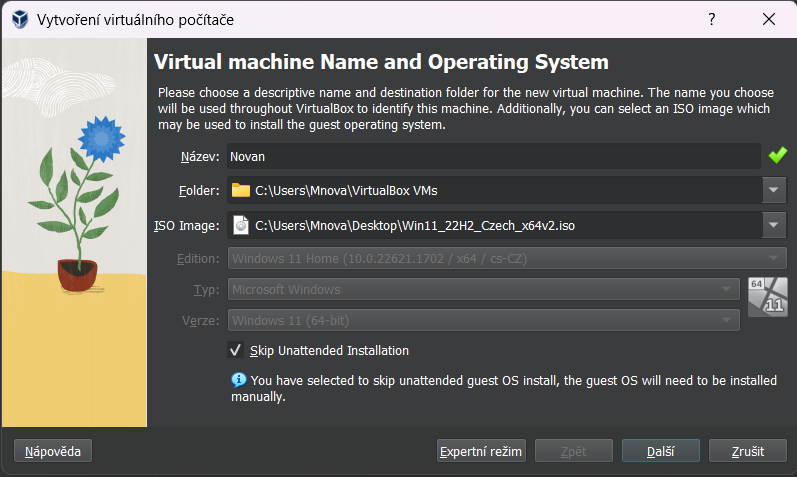 Vytvoření virtuálního počítače
?
Virtual machine Name and Operating System
Please choose a descriptive name and destination folder for the new virtual machine. The name you choose
will be used throughout VirtualBox to identify this machine. Additionally, you can select an ISO image which
may be used to install the guest operating system.
Název: Novan
Folder: C:\Users\Mnova\VirtualBox VMs
ISO Image: C:\Users\Mnova\Desktop\Win11_22H2_Czech_x64v2.iso
Edition: Windows 11 Home (10.0.22621.1702 / x64 / cs-CZ)
Typ: Microsoft Windows
64
Verze: Windows 11 (64-bit)
11
Skip Unattended Installation
You have selected to skip unattended guest OS install, the guest OS will need to be installed
manually.
Nápověda Expertní režim Zpět Další Zrušit